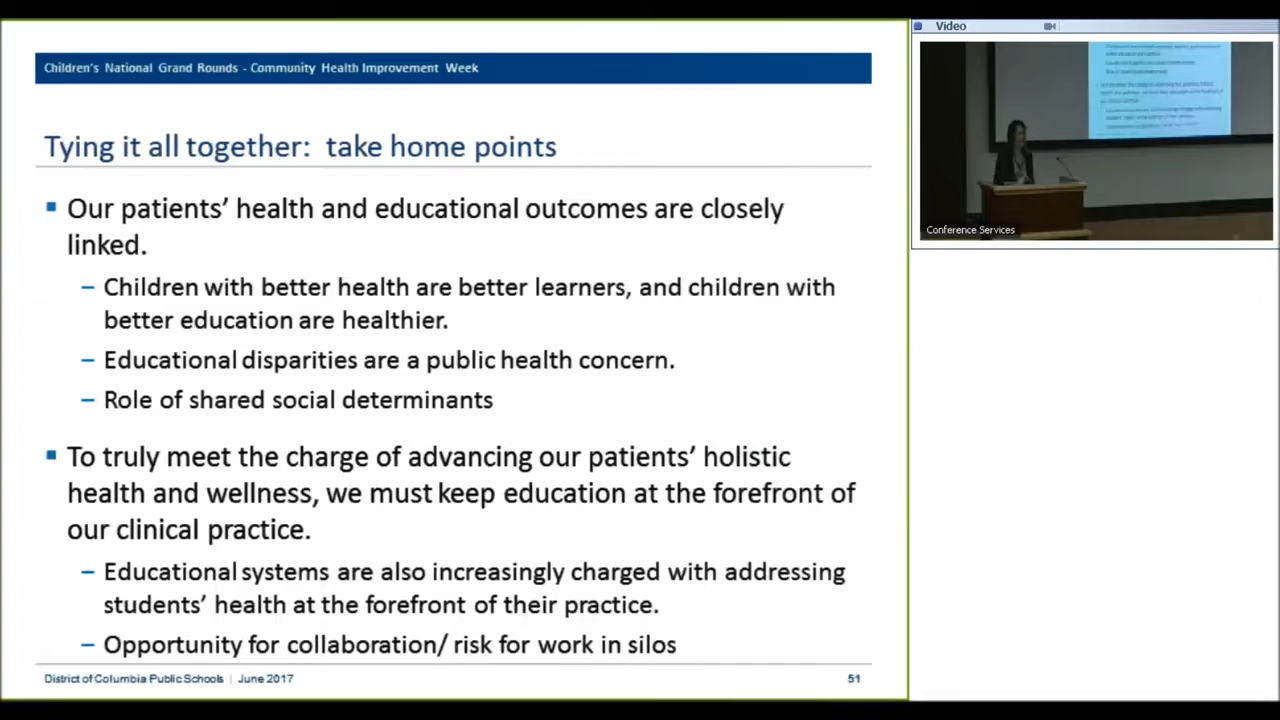 Children's National Grand Rounds - Community Health Improvement Week
Tying it all together: take home points
▪ Our patients' health and educational outcomes are closely
linked.
– Children with better health are better learners, and children with
better education are healthier.
– Educational disparities are a public health concern.
– Role of shared social determinants
▪ To truly meet the charge of advancing our patients' holistic
health and wellness, we must keep education at the forefront of
our clinical practice.
– Educational systems are also increasingly charged with addressing
students' health at the forefront of their practice.
– Opportunity for collaboration/ risk for work in silos
District of Columbia Public Schools | June 2017
51
Video
Conference Services